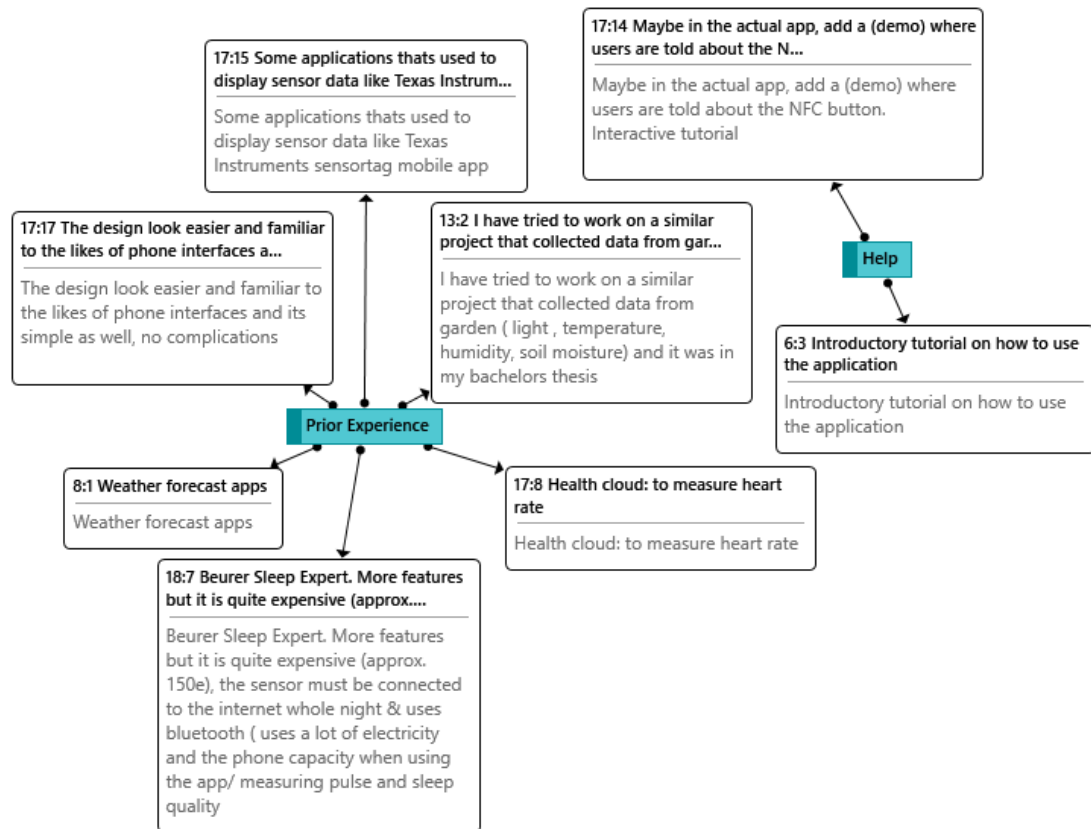 17:15 Some applications thats used to
display sensor data like Texas Instrum...
Some applications thats used to
display sensor data like Texas
Instruments sensortag mobile app
17:14 Maybe in the actual app, add a (demo) where
users are told about the N...
Maybe in the actual app, add a (demo) where
users are told about the NFC button.
Interactive tutorial
17:17 The design look easier and familiar
to the likes of phone interfaces a...
The design look easier and familiar to
the likes of phone interfaces and its
simple as well, no complications
13:2 I have tried to work on a similar
project that collected data from gar...
I have tried to work on a similar
project that collected data from
garden ( light , temperature,
humidity, soil moisture) and it was in
my bachelors thesis
Help
6:3 Introductory tutorial on how to use
the application
Introductory tutorial on how to use
the application
Prior Experience
8:1 Weather forecast apps
Weather forecast apps
17:8 Health cloud: to measure heart
rate
Health cloud: to measure heart rate
18:7 Beurer Sleep Expert. More features
but it is quite expensive (approx....
Beurer Sleep Expert. More features
but it is quite expensive (approx.
150e), the sensor must be connected
to the internet whole night & uses
bluetooth ( uses a lot of electricity
and the phone capacity when using
the app/ measuring pulse and sleep
quality